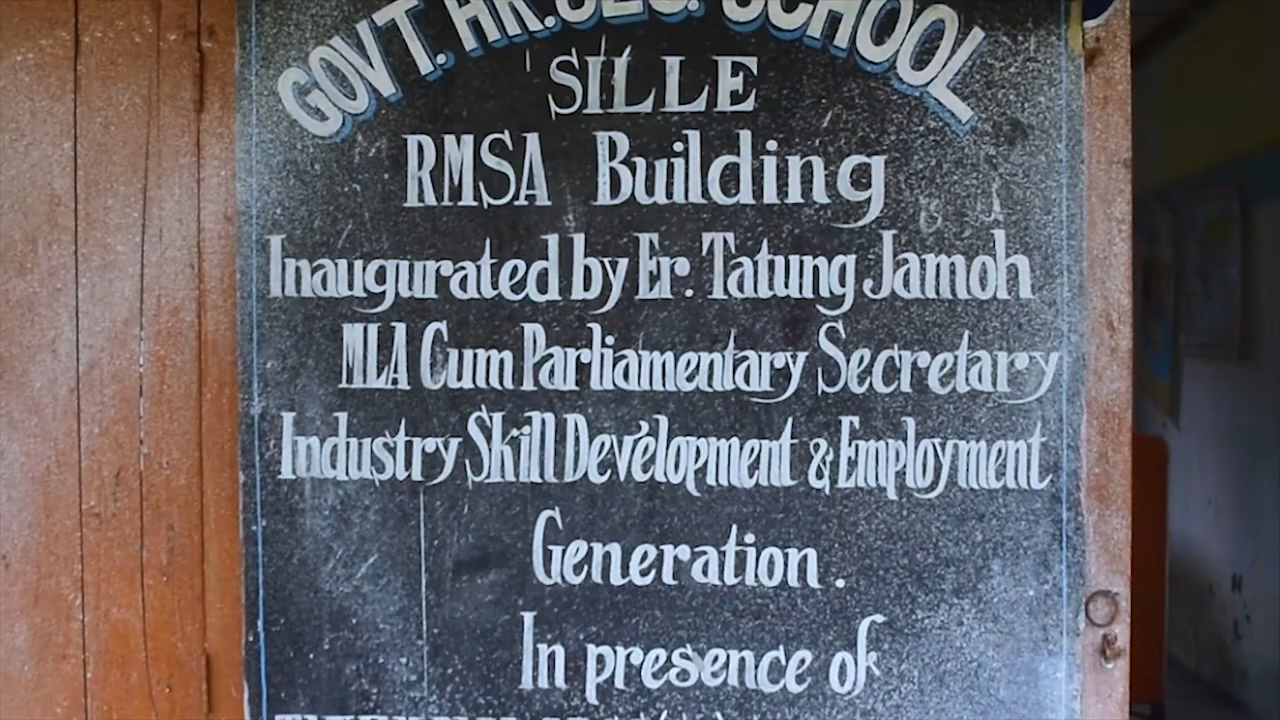 GOVT. HR. SEC. SCHOOL
SILLE
RMSA Building
Inaugurated by Er. Tatung Jamoh
MLA Cum Parliamentary Secretary
Industry Skill Development & Employment
Generation.
In presence of